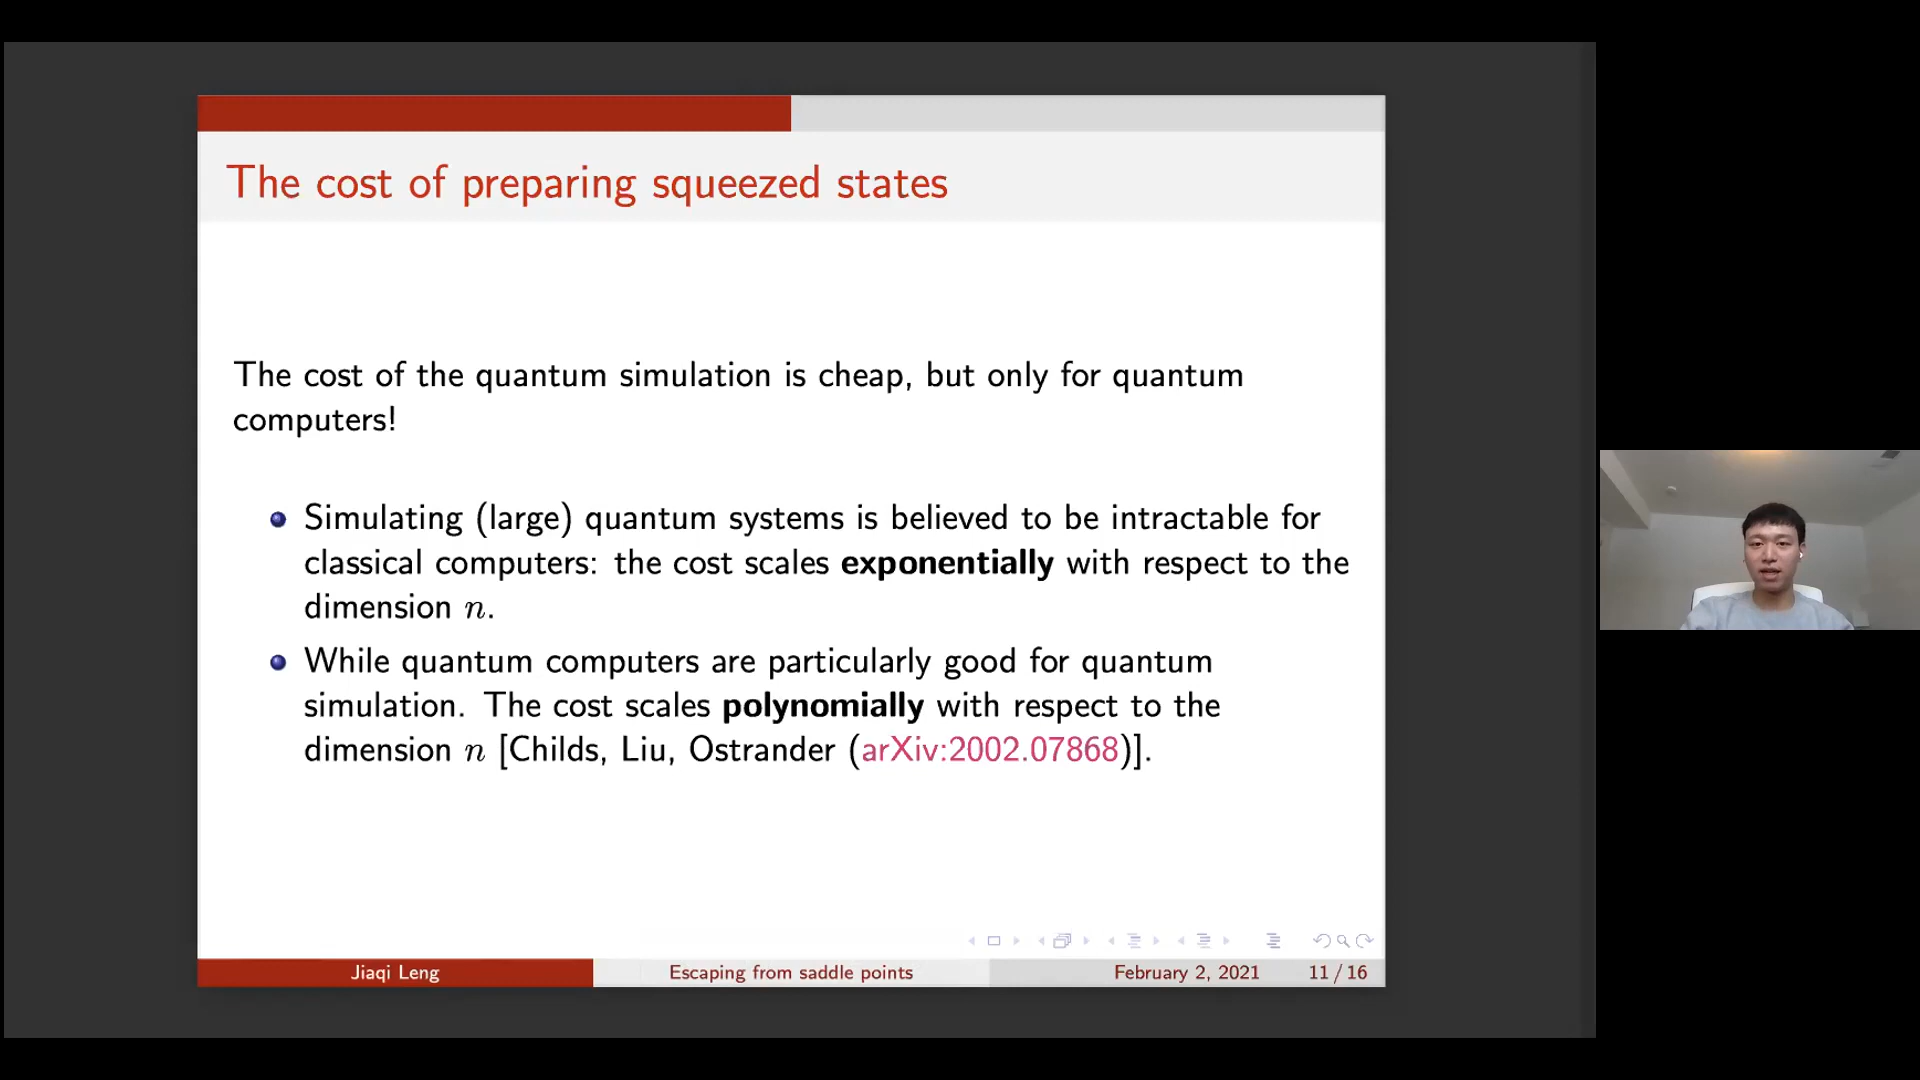 The cost of preparing squeezed states
The cost of the quantum simulation is cheap, but only for quantum
computers!
Simulating (large) quantum systems is believed to be intractable for
classical computers: the cost scales exponentially with respect to the
dimension n.
While quantum computers are particularly good for quantum
simulation. The cost scales polynomially with respect to the
dimension n [Childs, Liu, Ostrander (arXiv:2002.07868)].
Jiaqi Leng
Escaping from saddle points
February 2, 2021
11 / 16